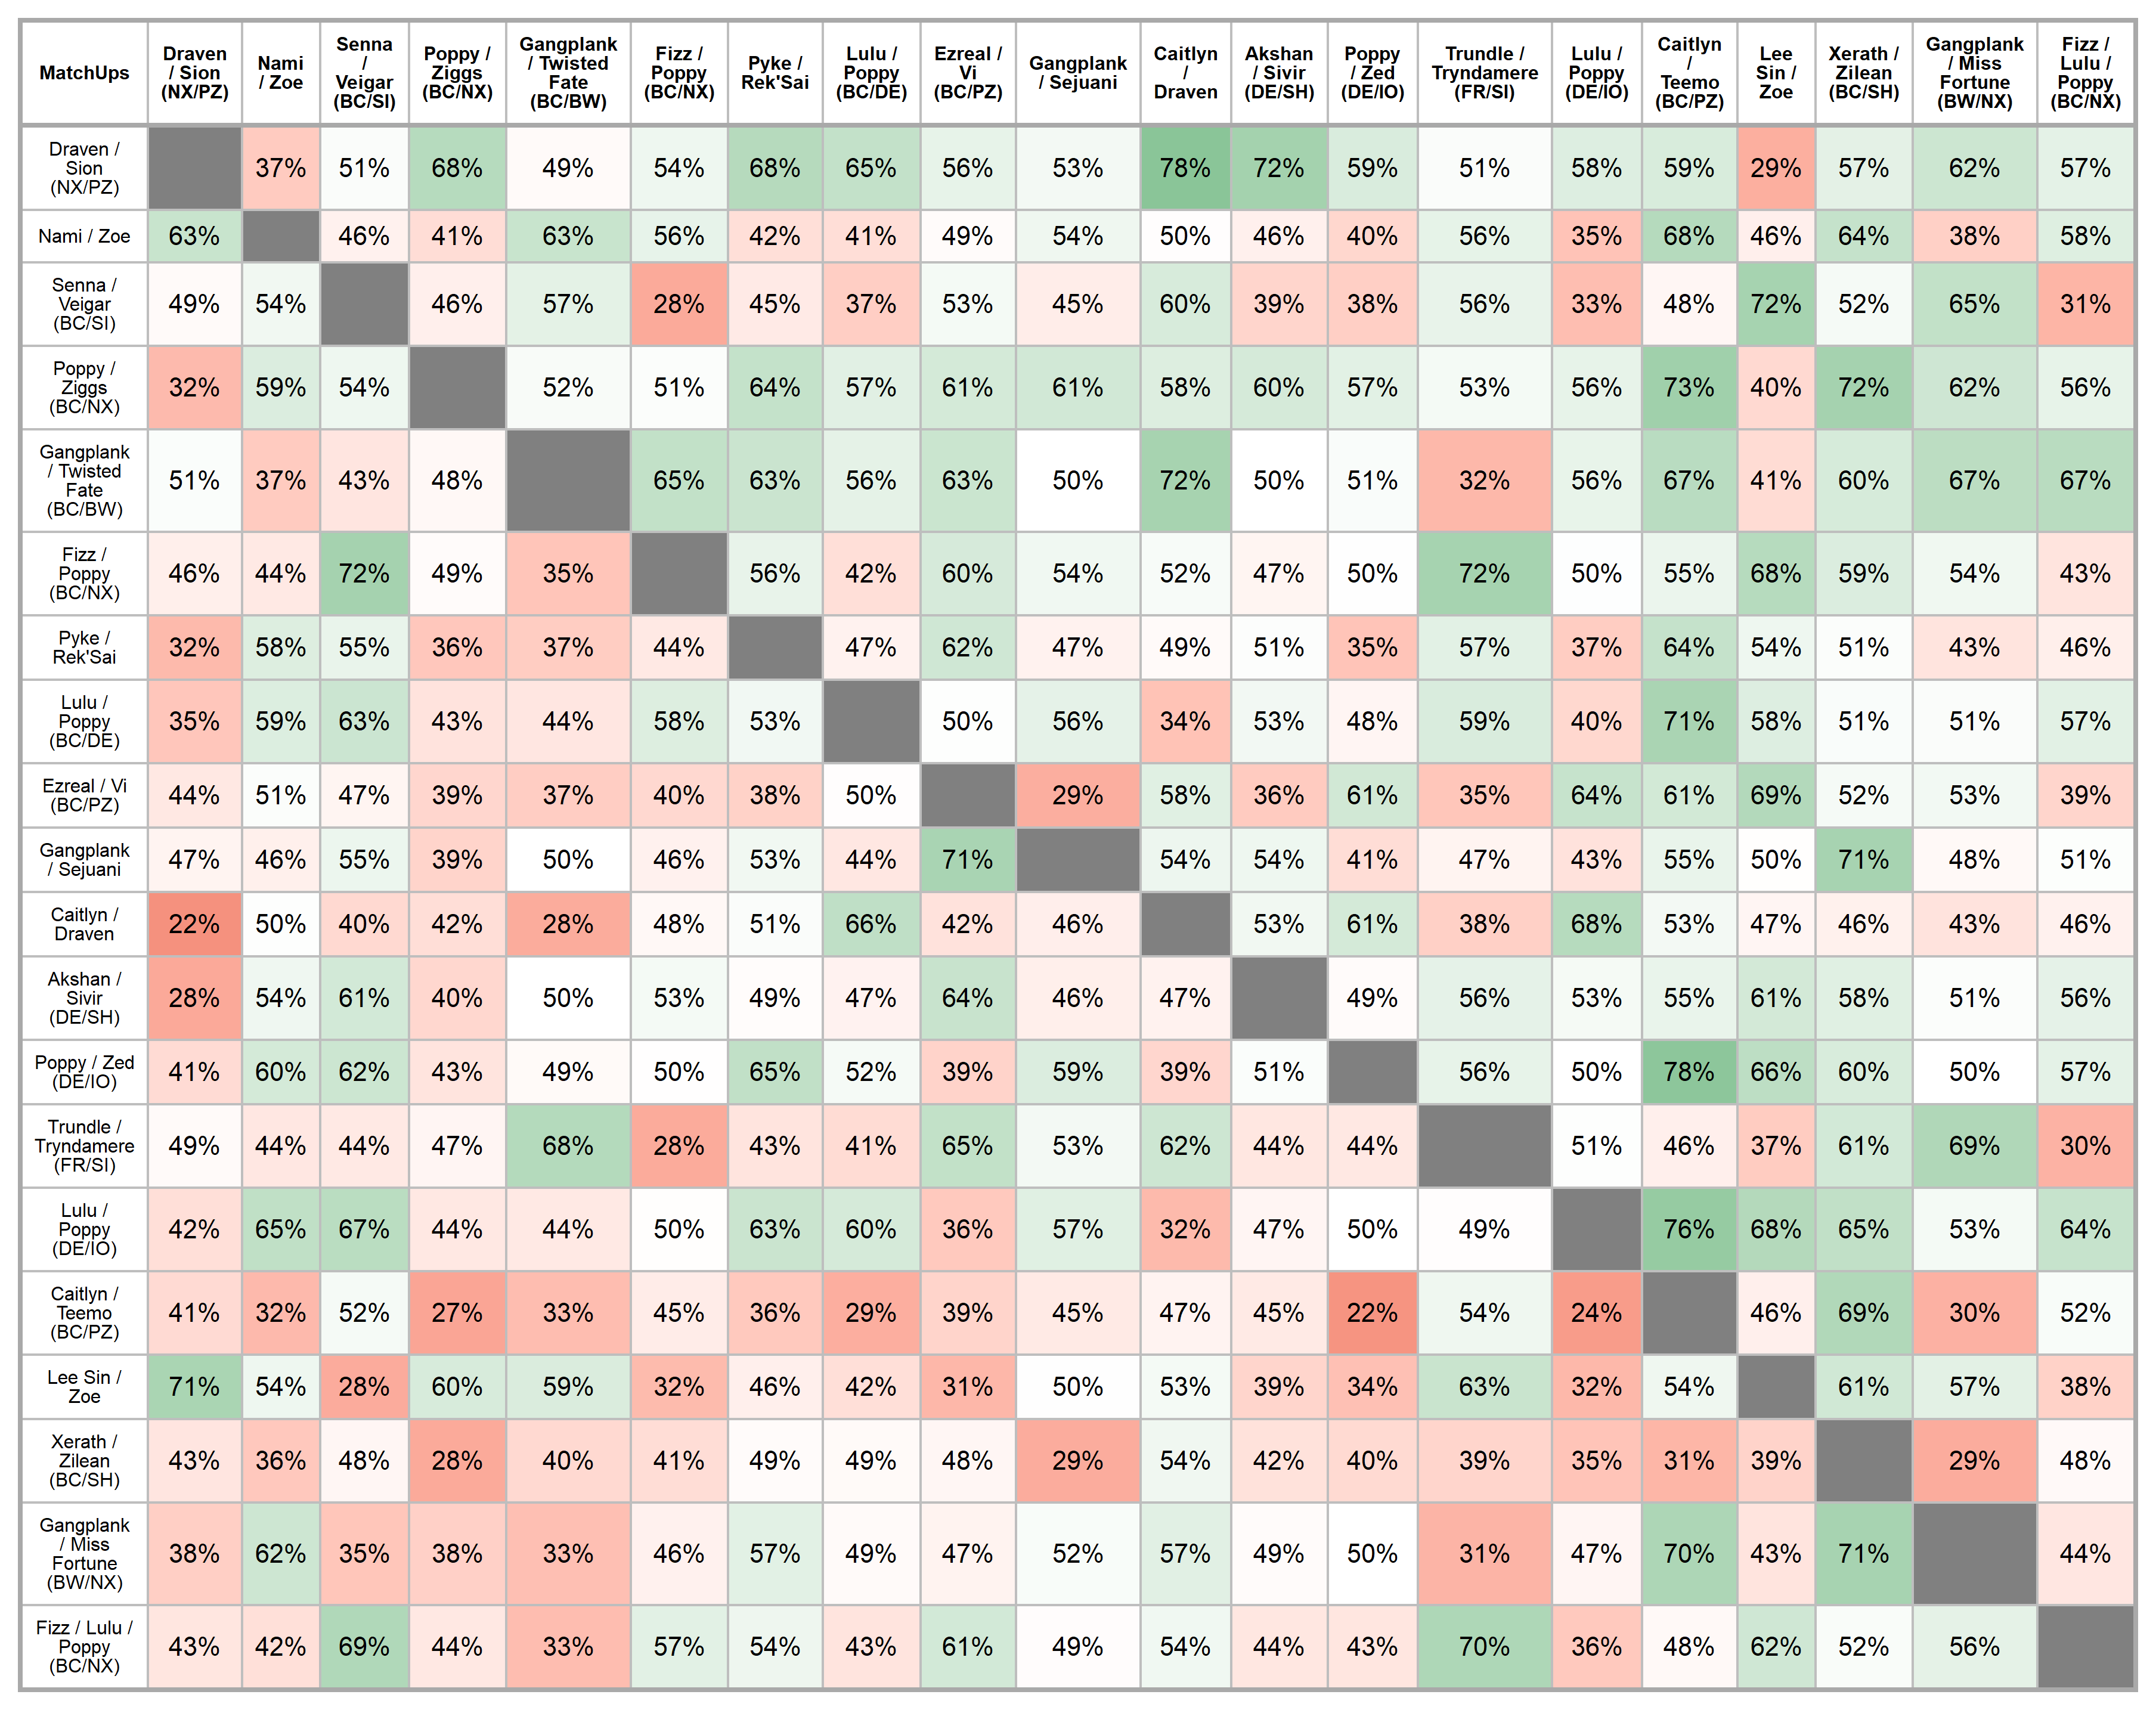 MatchUps
Draven
/ Sion
(NX/PZ)
Nami
/ Zoe
Senna
/
Veigar
(BC/SI)
Poppy /
Ziggs
(BC/NX)
Gangplank
/ Twisted
Fate
(BC/BW)
Fizz /
Poppy
(BC/NX)
Pyke /
Rek'Sai
Lulu /
Poppy
(BC/DE)
Ezreal /
Vi
(BC/PZ)
Gangplank
/ Sejuani
Caitlyn
/
Draven
Akshan
/ Sivir
(DE/SH)
Poppy
/ Zed
(DE/IO)
Trundle /
Tryndamere
(FR/SI)
Lulu /
Poppy
(DE/IO)
Caitlyn
/
Teemo
(BC/PZ)
Lee
Sin /
Zoe
Xerath /
Zilean
(BC/SH)
Gangplank
/ Miss
Fortune
(BW/NX)
Fizz /
Lulu /
Poppy
(BC/NX)
Draven /
Sion
(NX/PZ)
37% 51% 68% 49% 54% 68% 65% 56% 53% 78% 72% 59% 51% 58% 59% 29% 57% 62% 57%
Nami / Zoe
63% 46% 41% 63% 56% 42% 41% 49% 54% 50% 46% 40% 56% 35% 68% 46% 64% 38% 58%
Senna /
Veigar
(BC/SI)
49% 54% 46% 57% 28% 45% 37% 53% 45% 60% 39% 38% 56% 33% 48% 72% 52% 65% 31%
Poppy /
Ziggs
(BC/NX)
32% 59% 54% 52% 51% 64% 57% 61% 61% 58% 60% 57% 53% 56% 73% 40% 72% 62% 56%
Gangplank
/ Twisted
Fate
(BC/BW)
51% 37% 43% 48% 65% 63% 56% 63% 50% 72% 50% 51% 32% 56% 67% 41% 60% 67% 67%
Fizz /
Poppy
(BC/NX)
46% 44% 72% 49% 35% 56% 42% 60% 54% 52% 47% 50% 72% 50% 55% 68% 59% 54% 43%
Pyke /
Rek'Sai
32% 58% 55% 36% 37% 44% 47% 62% 47% 49% 51% 35% 57% 37% 64% 54% 51% 43% 46%
Lulu /
Poppy
(BC/DE)
35% 59% 63% 43% 44% 58% 53% 50% 56% 34% 53% 48% 59% 40% 71% 58% 51% 51% 57%
Ezreal / Vi
(BC/PZ)
44% 51% 47% 39% 37% 40% 38% 50% 29% 58% 36% 61% 35% 64% 61% 69% 52% 53% 39%
Gangplank
/ Sejuani
47% 46% 55% 39% 50% 46% 53% 44% 71% 54% 54% 41% 47% 43% 55% 50% 71% 48% 51%
Caitlyn /
Draven
22% 50% 40% 42% 28% 48% 51% 66% 42% 46% 53% 61% 38% 68% 53% 47% 46% 43% 46%
Akshan /
Sivir
(DE/SH)
28% 54% 61% 40% 50% 53% 49% 47% 64% 46% 47% 49% 56% 53% 55% 61% 58% 51% 56%
Poppy / Zed
(DE/IO)
41% 60% 62% 43% 49% 50% 65% 52% 39% 59% 39% 51% 56% 50% 78% 66% 60% 50% 57%
Trundle /
Tryndamere
(FR/SI)
49% 44% 44% 47% 68% 28% 43% 41% 65% 53% 62% 44% 44% 51% 46% 37% 61% 69% 30%
Lulu /
Poppy
(DE/IO)
42% 65% 67% 44% 44% 50% 63% 60% 36% 57% 32% 47% 50% 49% 76% 68% 65% 53% 64%
Caitlyn /
Teemo
(BC/PZ)
41% 32% 52% 27% 33% 45% 36% 29% 39% 45% 47% 45% 22% 54% 24% 46% 69% 30% 52%
Lee Sin /
Zoe
71% 54% 28% 60% 59% 32% 46% 42% 31% 50% 53% 39% 34% 63% 32% 54% 61% 57% 38%
Xerath /
Zilean
(BC/SH)
43% 36% 48% 28% 40% 41% 49% 49% 48% 29% 54% 42% 40% 39% 35% 31% 39% 29% 48%
Gangplank
/ Miss
Fortune
(BW/NX)
38% 62% 35% 38% 33% 46% 57% 49% 47% 52% 57% 49% 50% 31% 47% 70% 43% 71% 44%
Fizz / Lulu /
Poppy
(BC/NX)
43% 42% 69% 44% 33% 57% 54% 43% 61% 49% 54% 44% 43% 70% 36% 48% 62% 52% 56%